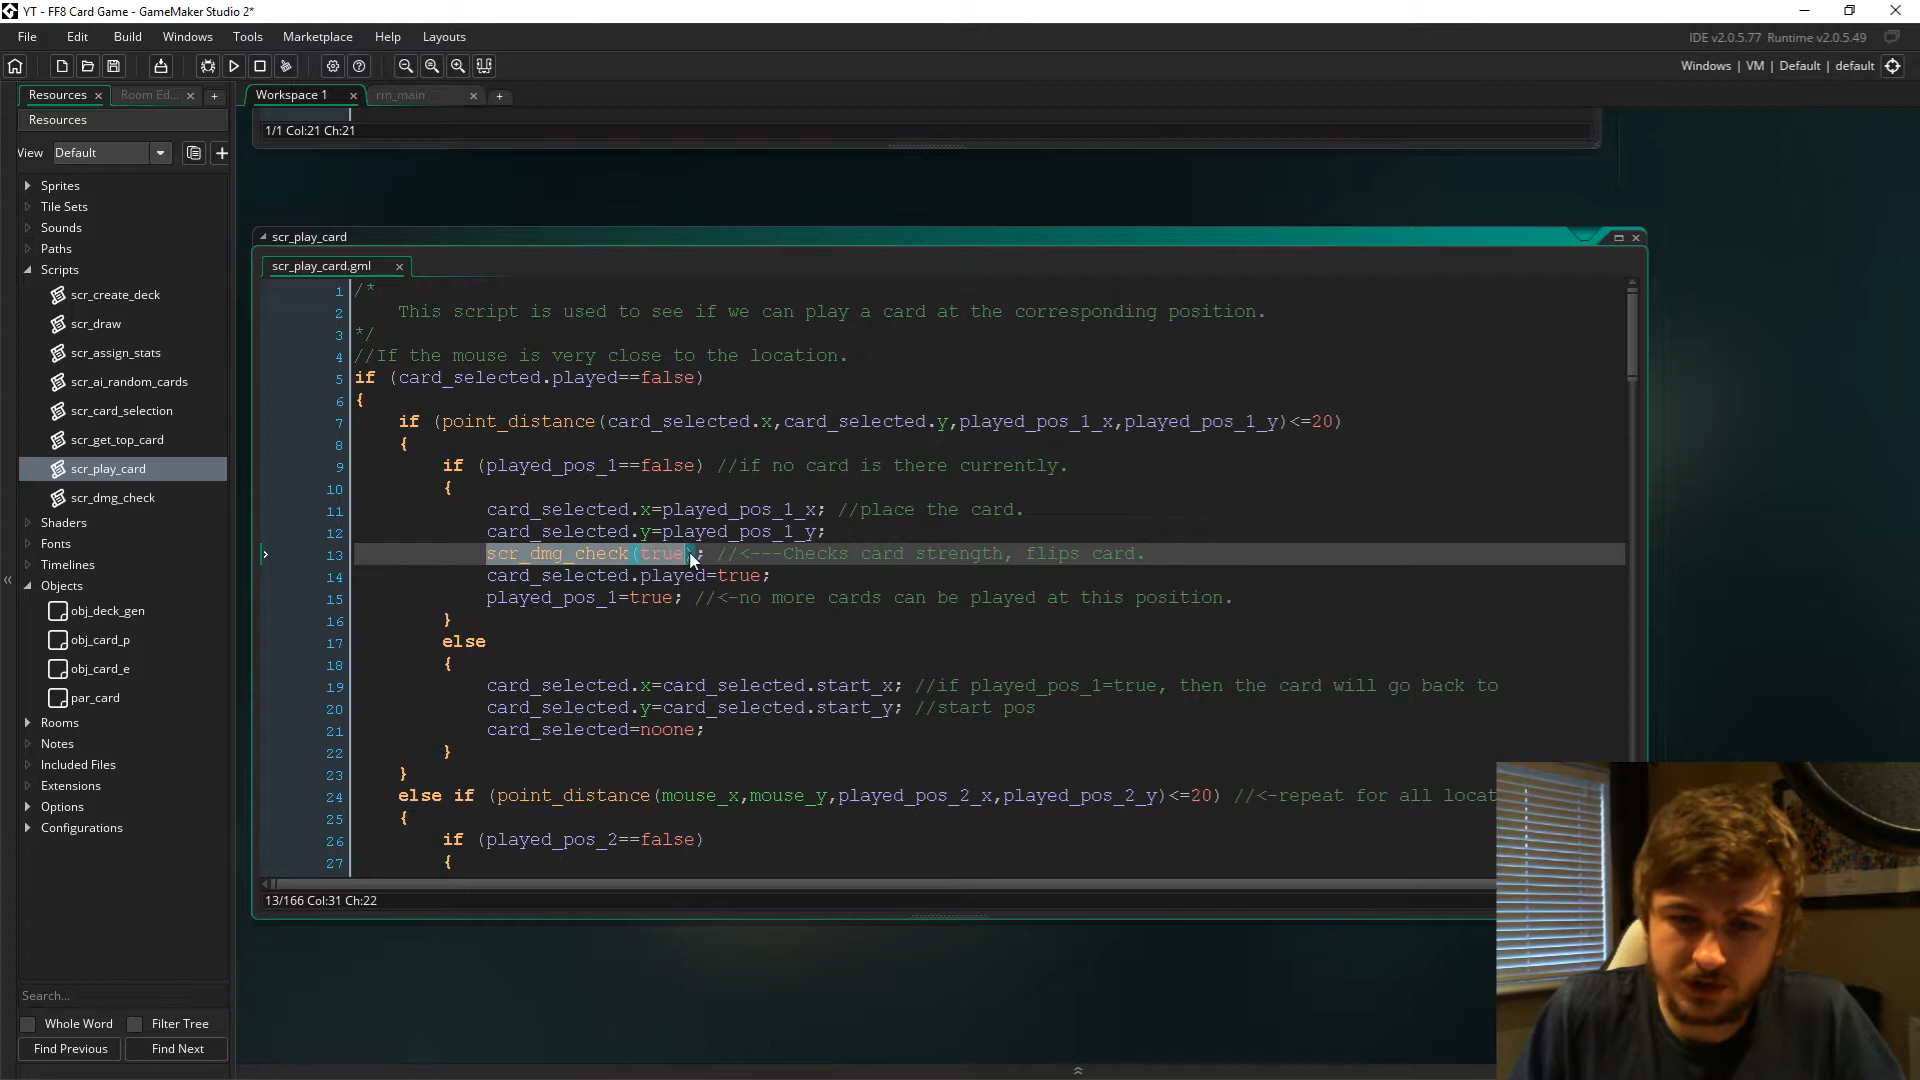 YT - FF8 Card Game - GameMaker Studio 2*
File Edit Build Windows Tools Marketplace Help Layouts
IDE v2.0.5.77 Runtime v2.0.5.49
Windows | VM | Default | default
Resources Room Ed...
Workspace 1 rm_main
Resources
View Default
1/1 Col:21 Ch:21
Sprites
Tile Sets
Sounds
Paths
Scripts
scr_create_deck
scr_draw
scr_assign_stats
scr_ai_random_cards
scr_card_selection
scr_get_top_card
scr_play_card
scr_dmg_check
Shaders
Fonts
Timelines
Objects
obj_deck_gen
obj_card_p
obj_card_e
par_card
Rooms
Notes
Included Files
Extensions
Options
Configurations
Search...
Whole Word Filter Tree
Find Previous Find Next
scr_play_card
scr_play_card.gml
1 /*
2 This script is used to see if we can play a card at the corresponding position.
3 */
4 //If the mouse is very close to the location.
5 if (card_selected.played==false)
6 {
7 if (point_distance(card_selected.x,card_selected.y,played_pos_1_x,played_pos_1_y)<=20)
8 {
9 if (played_pos_1==false) //if no card is there currently.
10 {
11 card_selected.x=played_pos_1_x; //place the card.
12 card_selected.y=played_pos_1_y;
13 scr_dmg_check(true); //<---Checks card strength, flips card.
14 card_selected.played=true;
15 played_pos_1=true; //<-no more cards can be played at this position.
16 }
17 else
18 {
19 card_selected.x=card_selected.start_x; //if played_pos_1=true, then the card will go back to
20 card_selected.y=card_selected.start_y; //start pos
21 card_selected=noone;
22 }
23 }
24 else if (point_distance(mouse_x,mouse_y,played_pos_2_x,played_pos_2_y)<=20) //<-repeat for all locat
25 {
26 if (played_pos_2==false)
27 {
13/166 Col:31 Ch:22